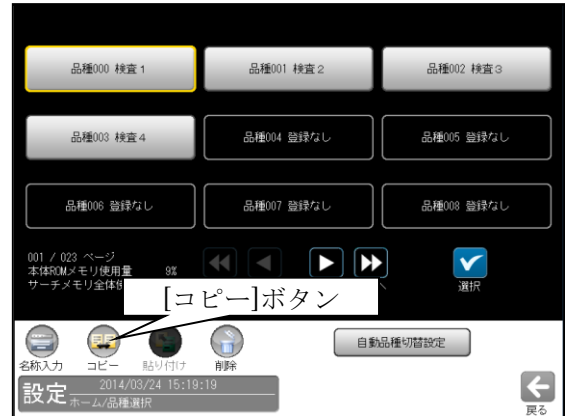 品種000 検査1
品種001 検査2
品種002 検査3
品種003 検査4
品種004 登録なし
品種005 登録なし
品種006 登録なし
品種007 登録なし
品種008 登録なし
001 / 023 ページ
本体ROMメモリ使用量 9%
サーチメモリ全体使
選択
[コピー]ボタン
名称入力
コピー
貼り付け
削除
自動品種切替設定
設定
2014/03/24 15:19:19
ホーム/品種選択
戻る